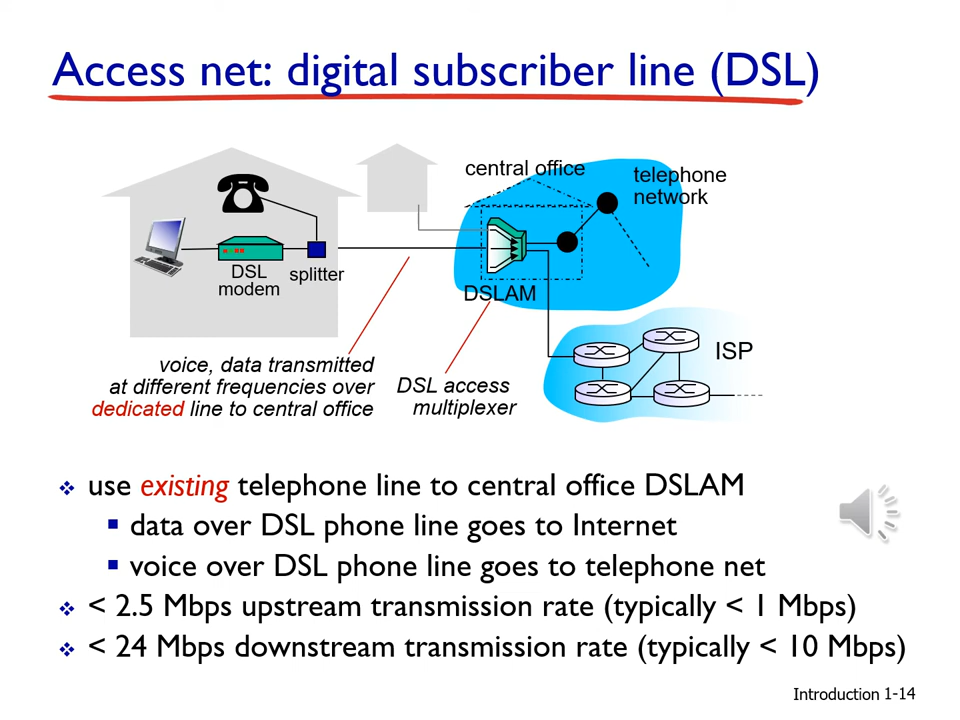 Access net: digital subscriber line (DSL)
central office
telephone
network
DSL
modem
splitter
DSLAM
ISP
voice, data transmitted
at different frequencies over
dedicated line to central office
DSL access
multiplexer
❖ use existing telephone line to central office DSLAM
▪ data over DSL phone line goes to Internet
▪ voice over DSL phone line goes to telephone net
❖ < 2.5 Mbps upstream transmission rate (typically < 1 Mbps)
❖ < 24 Mbps downstream transmission rate (typically < 10 Mbps)
Introduction 1-14